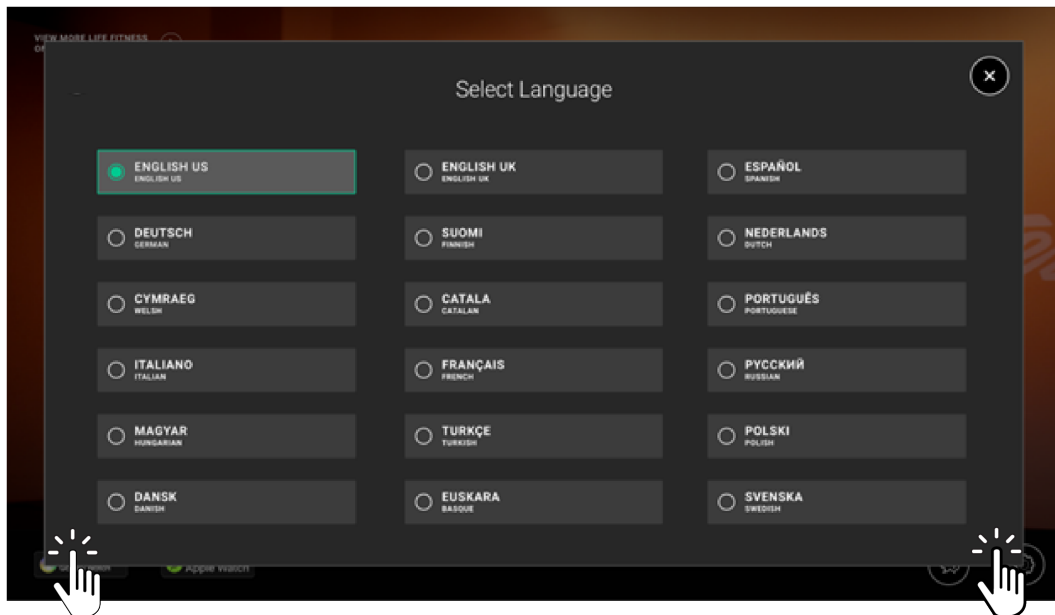 VIEW MORE LIFE FITNESS
Select Language
ENGLISH US
ENGLISH US
ENGLISH UK
ENGLISH UK
ESPAÑOL
SPANISH
DEUTSCH
GERMAN
SUOMI
FINNISH
NEDERLANDS
DUTCH
CYMRAEG
WELSH
CATALA
CATALAN
PORTUGUÊS
PORTUGUESE
ITALIANO
ITALIAN
FRANÇAIS
FRENCH
РУССКИЙ
RUSSIAN
MAGYAR
HUNGARIAN
TURKÇE
TURKISH
POLSKI
POLISH
DANSK
DANISH
EUSKARA
BASQUE
SVENSKA
SWEDISH
Apple Watch